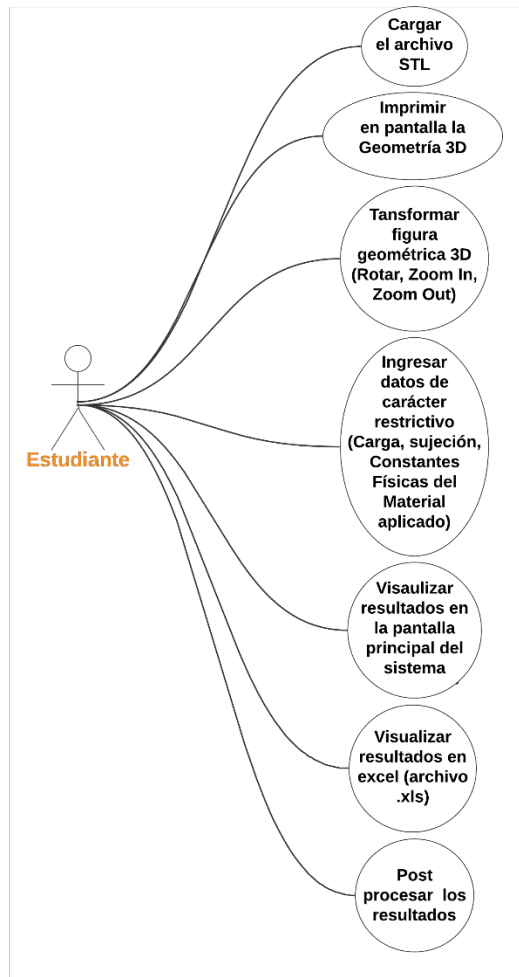 Cargar
el archivo
STL
Imprimir
en pantalla la
Geometría 3D
Tansformar
figura
geométrica 3D
(Rotar, Zoom In,
Zoom Out)
Ingresar
datos de
carácter
restrictivo
(Carga, sujeción,
Constantes
Físicas del
Material
aplicado)
Estudiante
Visaulizar
resultados en
la pantalla
principal del
sistema
Visualizar
resultados en
excel (archivo
.xls)
Post
procesar los
resultados